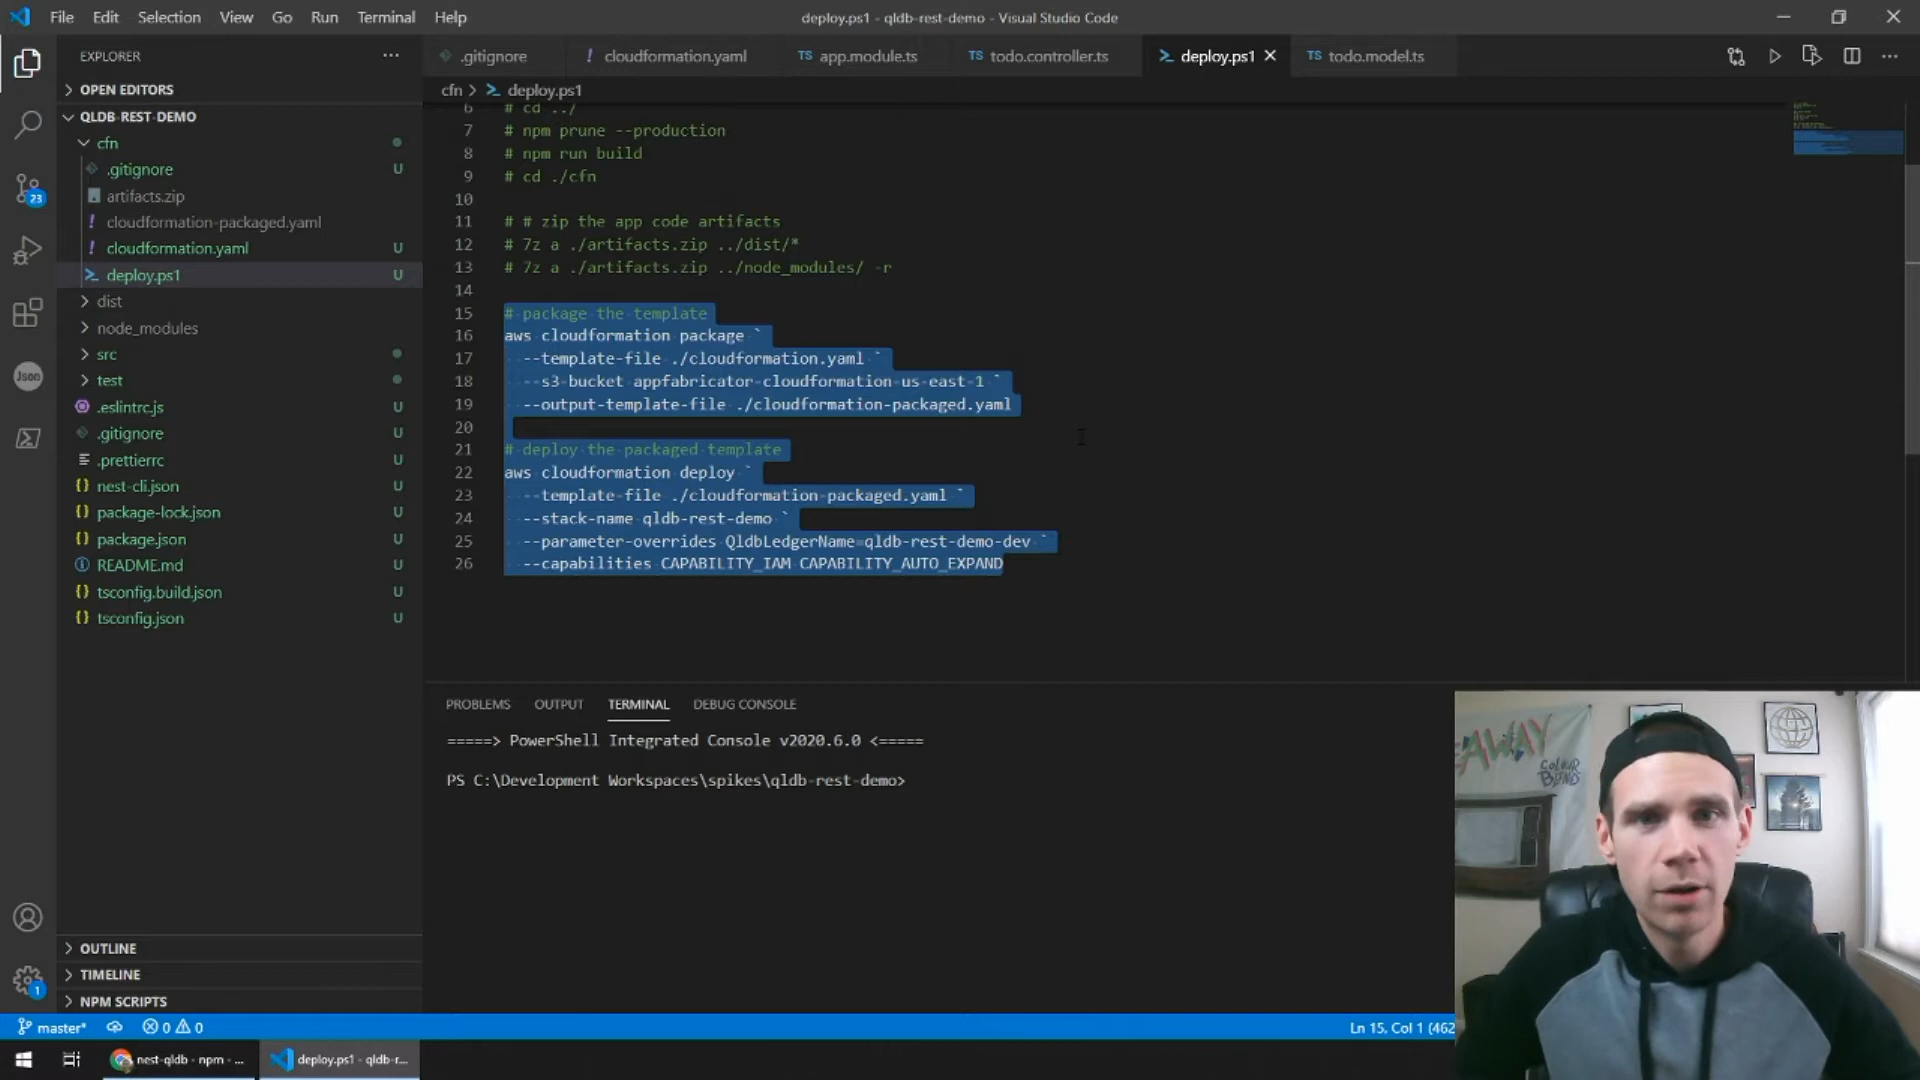 File Edit Selection View Go Run Terminal Help
deploy.ps1 - qldb-rest-demo - Visual Studio Code
EXPLORER
.gitignore
! cloudformation.yaml
TS app.module.ts
TS todo.controller.ts
deploy.ps1
TS todo.model.ts
OPEN EDITORS
cfn > deploy.ps1
QLDB-REST-DEMO
cfn
.gitignore U
artifacts.zip
! cloudformation-packaged.yaml
! cloudformation.yaml U
deploy.ps1 U
dist
node_modules
src
test
.eslintrc.js U
.gitignore U
.prettierrc U
{} nest-cli.json U
{} package-lock.json U
{} package.json U
README.md U
{} tsconfig.build.json U
{} tsconfig.json U
OUTLINE
TIMELINE
NPM SCRIPTS
23
Json
1
6 # cd ../
7 # npm prune --production
8 # npm run build
9 # cd ./cfn
10
11 # # zip the app code artifacts
12 # 7z a ./artifacts.zip ../dist/*
13 # 7z a ./artifacts.zip ../node_modules/ -r
14
15 # package the template
16 aws cloudformation package `
17 --template-file ./cloudformation.yaml `
18 --s3-bucket appfabricator-cloudformation-us-east-1 `
19 --output-template-file ./cloudformation-packaged.yaml
20
21 # deploy the packaged template
22 aws cloudformation deploy `
23 --template-file ./cloudformation-packaged.yaml `
24 --stack-name qldb-rest-demo `
25 --parameter-overrides QldbLedgerName=qldb-rest-demo-dev `
26 --capabilities CAPABILITY_IAM CAPABILITY_AUTO_EXPAND
PROBLEMS OUTPUT TERMINAL DEBUG CONSOLE
=====> PowerShell Integrated Console v2020.6.0 <=====
PS C:\Development Workspaces\spikes\qldb-rest-demo>
AWAY
COLOUR
BLENDS
master* 0 0
Ln 15, Col 1 (462
nest-qldb - npm - ...
deploy.ps1 - qldb-r...